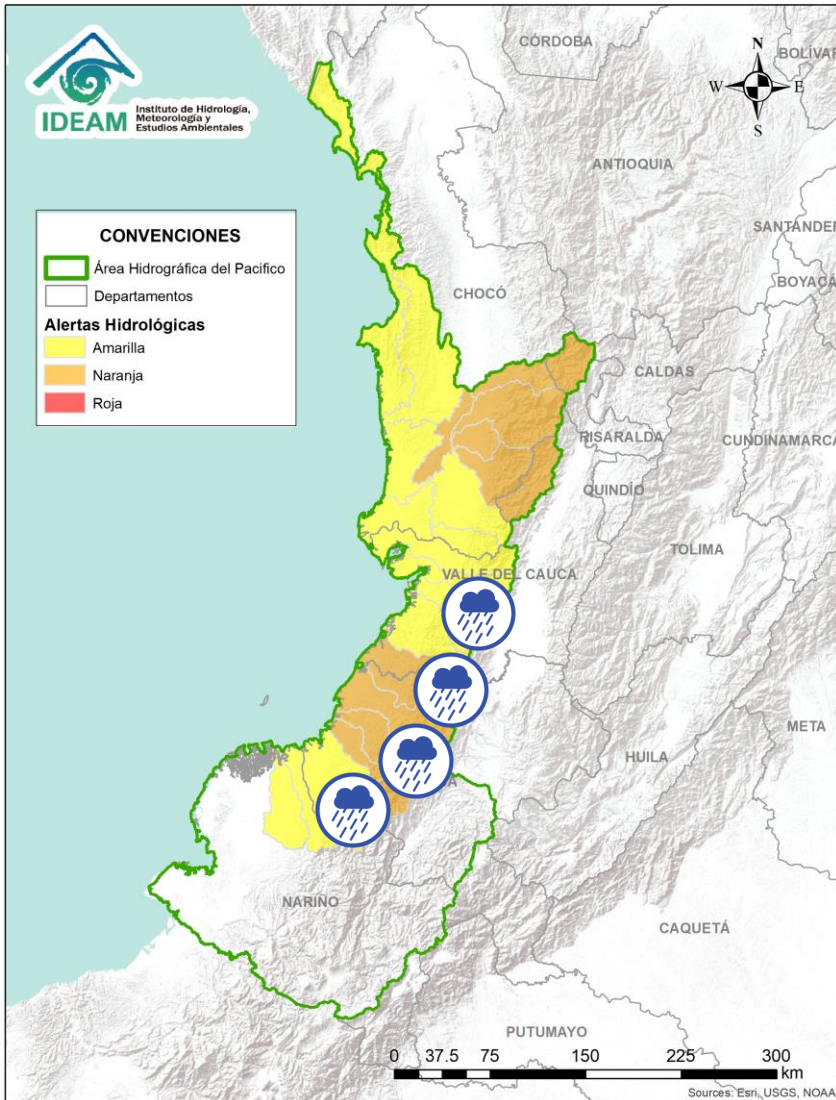 IDEAM
Instituto de Hidrología,
Meteorología y
Estudios Ambientales
N
W
E
S
CONVENCIONES
Área Hidrográfica del Pacifico
Departamentos
Alertas Hidrológicas
Amarilla
Naranja
Roja
CÓRDOBA
BOLÍVAR
ANTIOQUIA
SANTANDER
BOYACÁ
CHOCÓ
CALDAS
RISARALDA
CUNDINAMARCA
QUINDÍO
TOLIMA
VALLE DEL CAUCA
META
HUILA
A
NARIÑO
CAQUETÁ
PUTUMAYO
0 37.5 75 150 225 300
km
Sources: Esri, USGS, NOAA